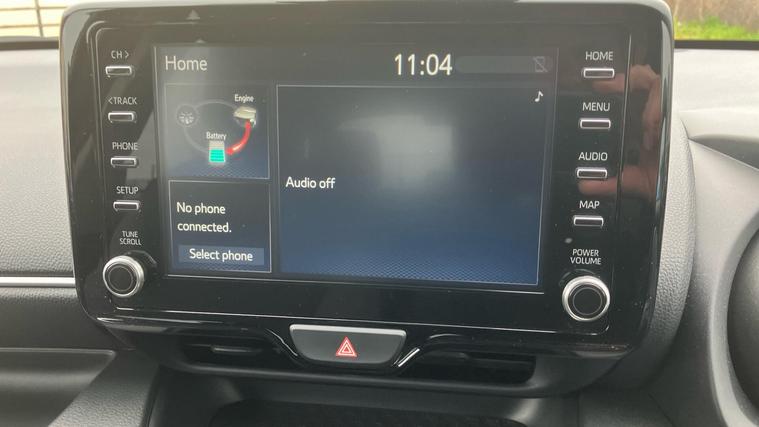 CH >
< TRACK
PHONE
SETUP
TUNE
SCROLL
Home
11:04
Engine
Battery
No phone
connected.
Select phone
Audio off
HOME
MENU
AUDIO
MAP
POWER
VOLUME